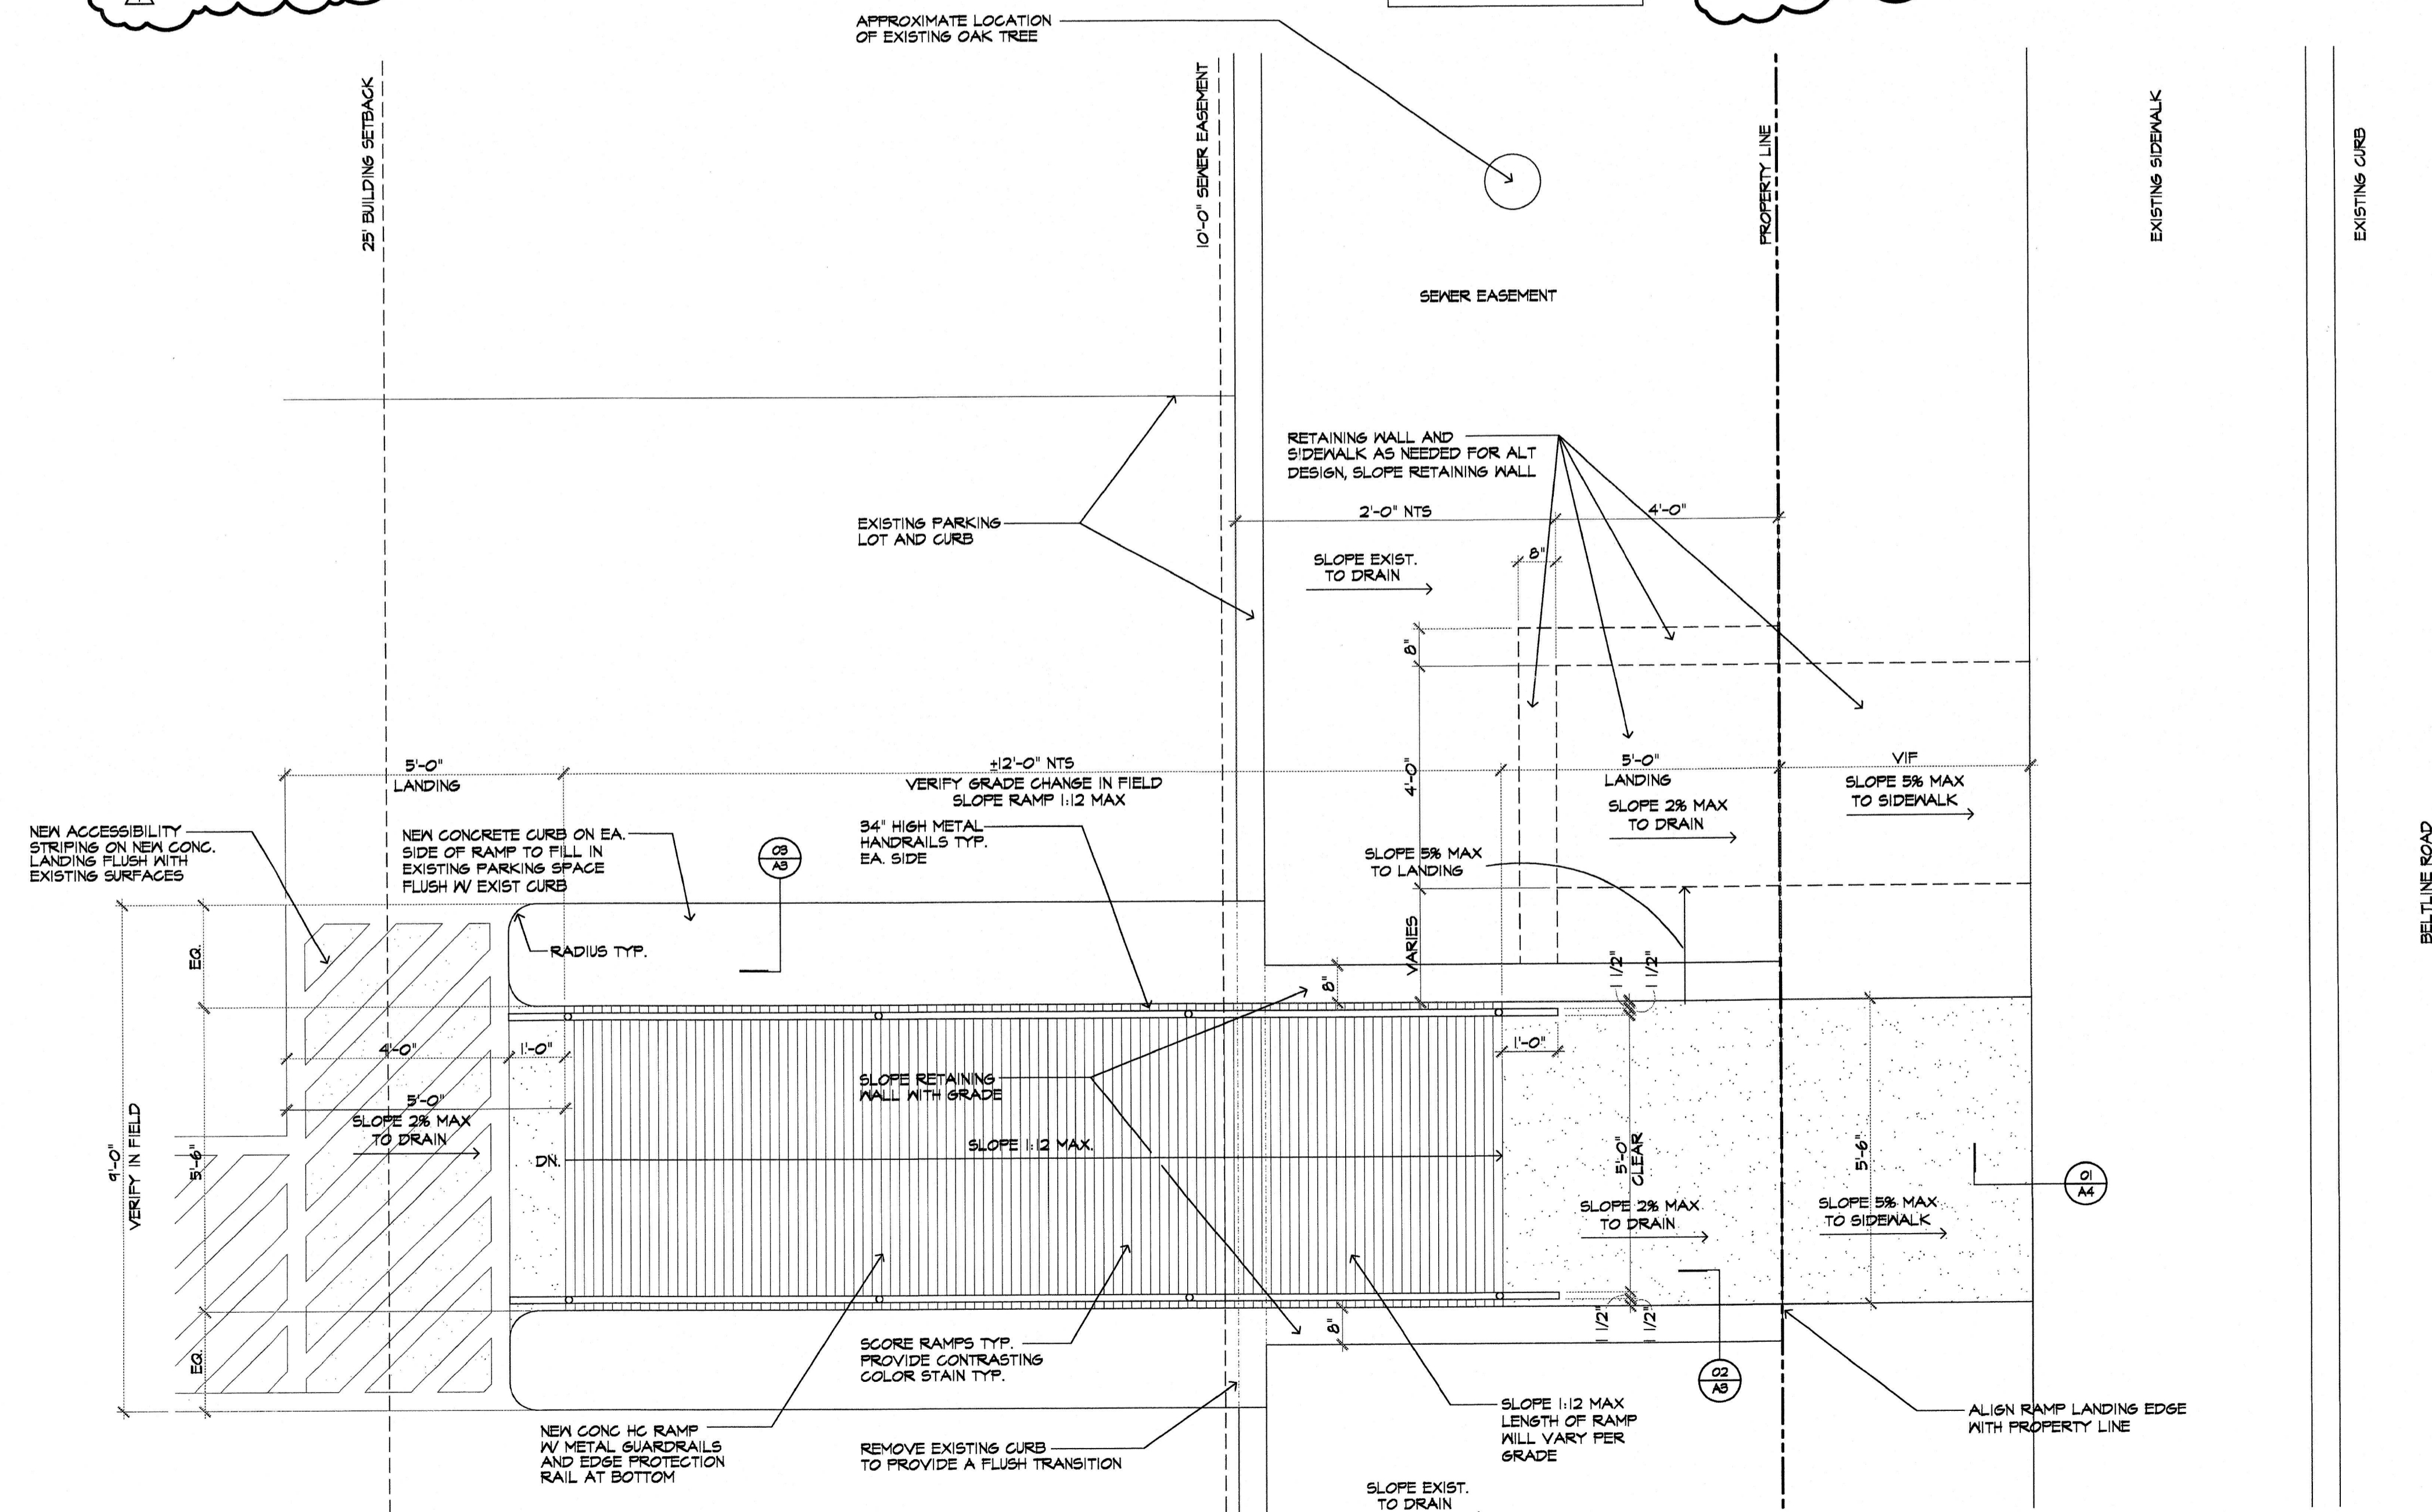 APPROXIMATE LOCATION
OF EXISTING OAK TREE
25' BUILDING SETBACK
10'-0" SEWER EASEMENT
PROPERTY LINE
EXISTING SIDEWALK
EXISTING CURB
SEWER EASEMENT
RETAINING WALL AND
SIDEWALK AS NEEDED FOR ALT
DESIGN, SLOPE RETAINING WALL
EXISTING PARKING
LOT AND CURB
2'-0" NTS
4'-0"
SLOPE EXIST.
TO DRAIN
8"
8"
4'-0"
VARIES
5'-0"
LANDING
±12'-0" NTS
VERIFY GRADE CHANGE IN FIELD
SLOPE RAMP 1:12 MAX
5'-0"
LANDING
SLOPE 2% MAX
TO DRAIN
VIF
SLOPE 5% MAX
TO SIDEWALK
NEW ACCESSIBILITY
STRIPING ON NEW CONC.
LANDING FLUSH WITH
EXISTING SURFACES
NEW CONCRETE CURB ON EA.
SIDE OF RAMP TO FILL IN
EXISTING PARKING SPACE
FLUSH W/ EXIST CURB
03
A3
34" HIGH METAL
HANDRAILS TYP.
EA. SIDE
SLOPE 5% MAX
TO LANDING
BELTLINE ROAD
RADIUS TYP.
EQ.
8"
1 1/2"
1 1/2"
4'-0"
1'-0"
1'-0"
SLOPE RETAINING
WALL WITH GRADE
5'-0"
SLOPE 2% MAX
TO DRAIN
9'-0"
VERIFY IN FIELD
5'-6"
DN.
SLOPE 1:12 MAX.
5'-0"
CLEAR
5'-6"
01
A4
SLOPE 2% MAX
TO DRAIN
SLOPE 5% MAX
TO SIDEWALK
EQ.
8"
1 1/2"
1 1/2"
SCORE RAMPS TYP.
PROVIDE CONTRASTING
COLOR STAIN TYP.
02
A3
NEW CONC HC RAMP
W/ METAL GUARDRAILS
AND EDGE PROTECTION
RAIL AT BOTTOM
REMOVE EXISTING CURB
TO PROVIDE A FLUSH TRANSITION
SLOPE 1:12 MAX
LENGTH OF RAMP
WILL VARY PER
GRADE
ALIGN RAMP LANDING EDGE
WITH PROPERTY LINE
SLOPE EXIST.
TO DRAIN